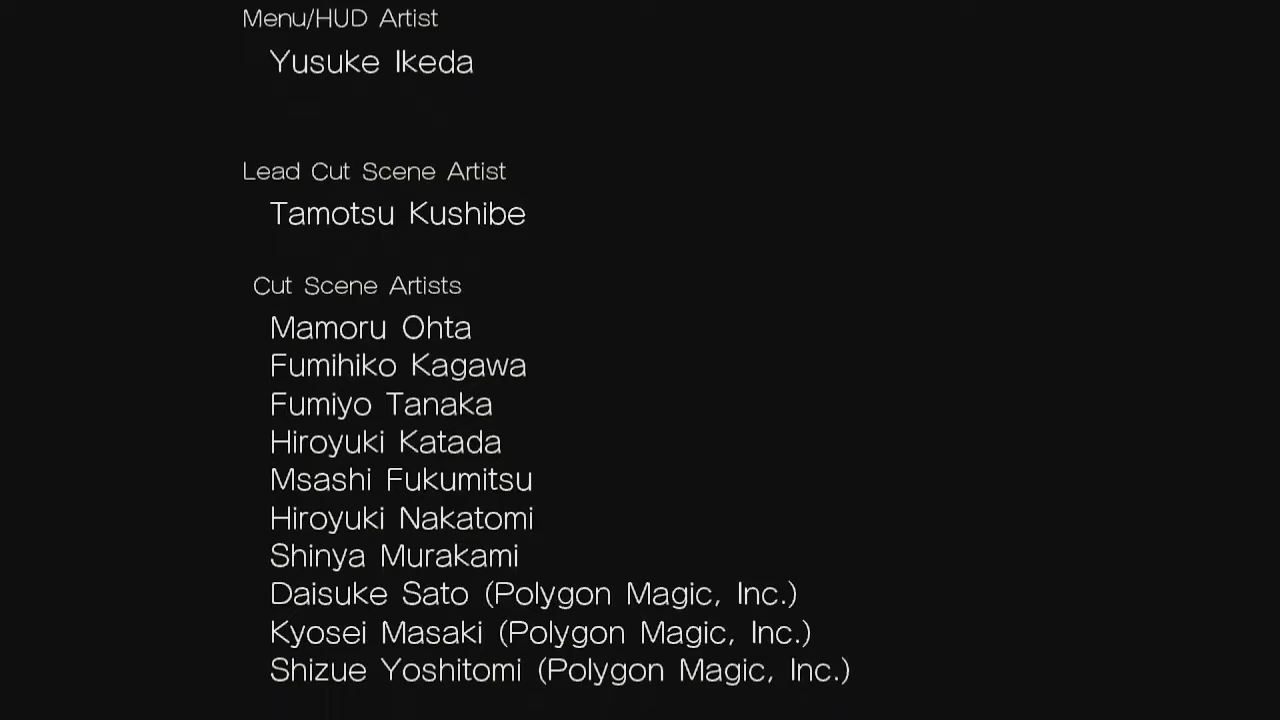 Menu/HUD Artist
Yusuke Ikeda
Lead Cut Scene Artist
Tamotsu Kushibe
Cut Scene Artists
Mamoru Ohta
Fumihiko Kagawa
Fumiyo Tanaka
Hiroyuki Katada
Msashi Fukumitsu
Hiroyuki Nakatomi
Shinya Murakami
Daisuke Sato (Polygon Magic, Inc.)
Kyosei Masaki (Polygon Magic, Inc.)
Shizue Yoshitomi (Polygon Magic, Inc.)